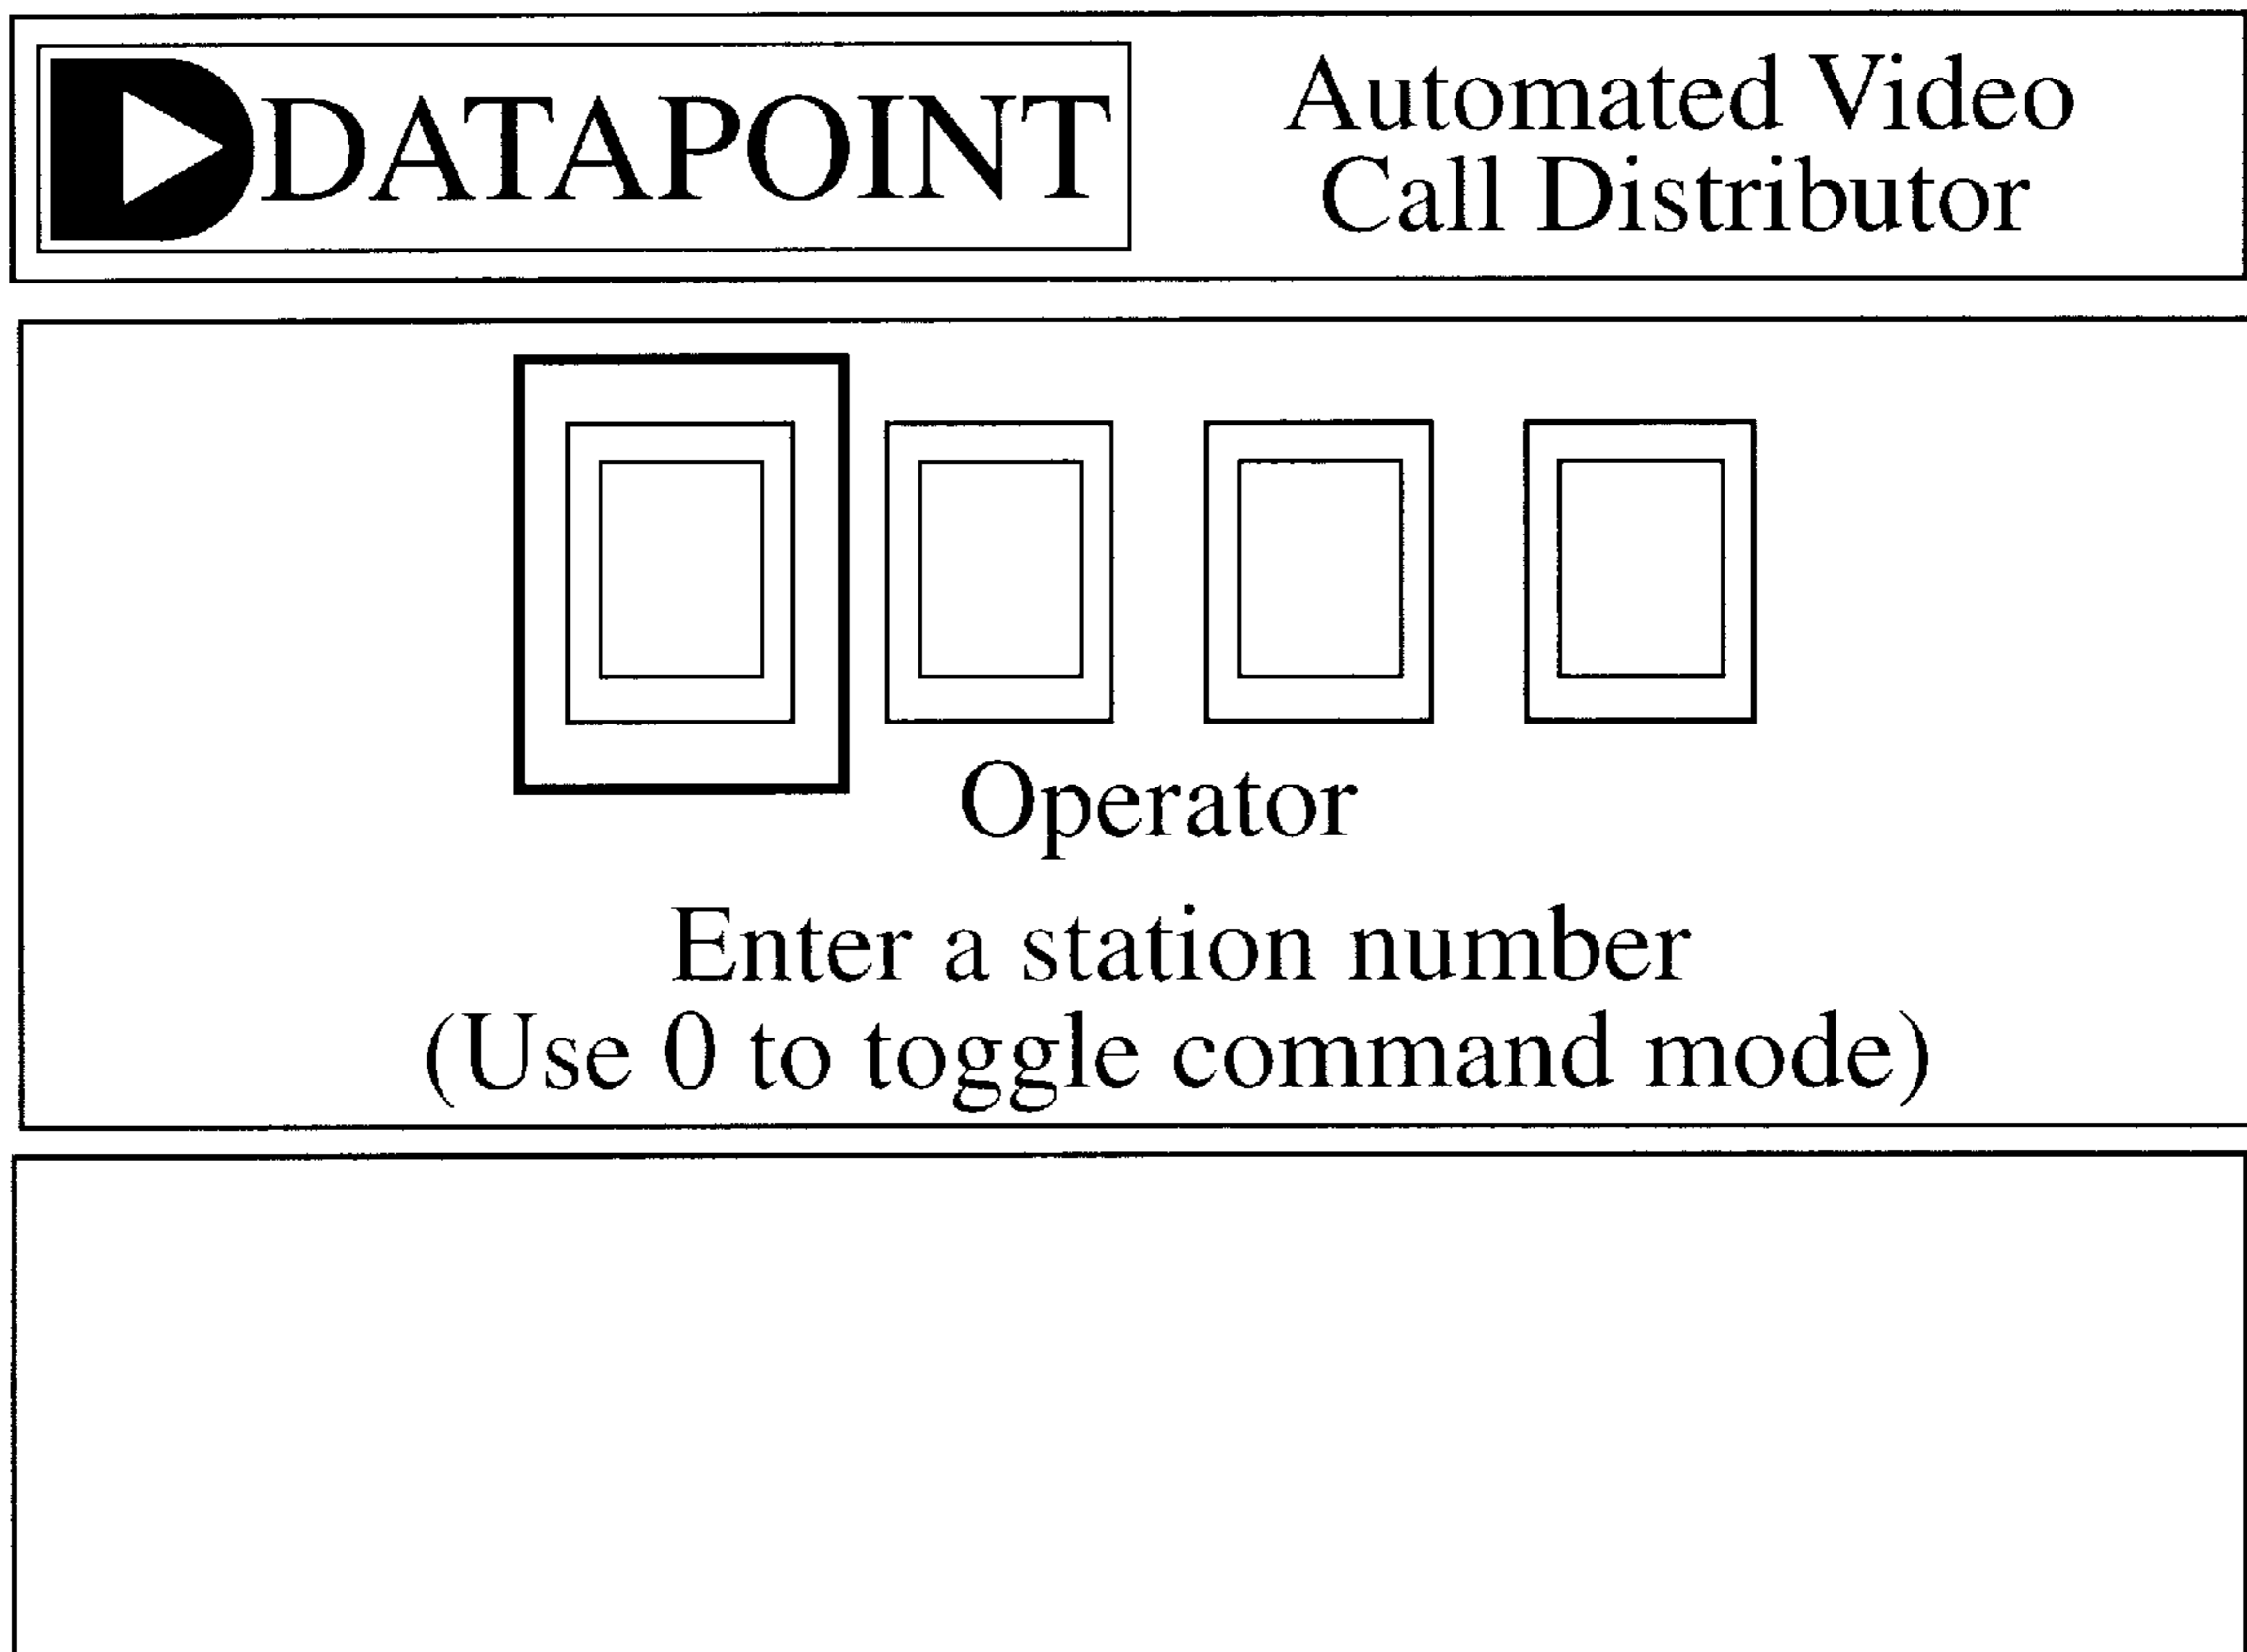 DATAPOINT
Automated Video
Call Distributor
Operator
Enter a station number
(Use 0 to toggle command mode)